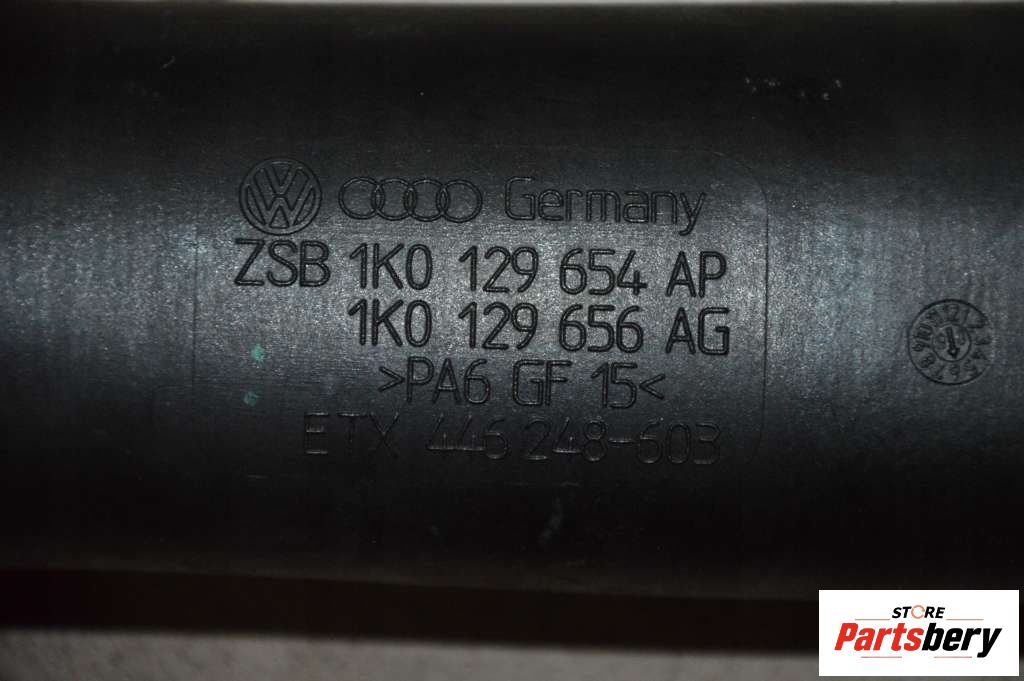 VW Germany
ZSB 1K0 129 654 AP
1K0 129 656 AG
>PA6 GF 15<
ETX 446 248-603
STORE
Partsbery